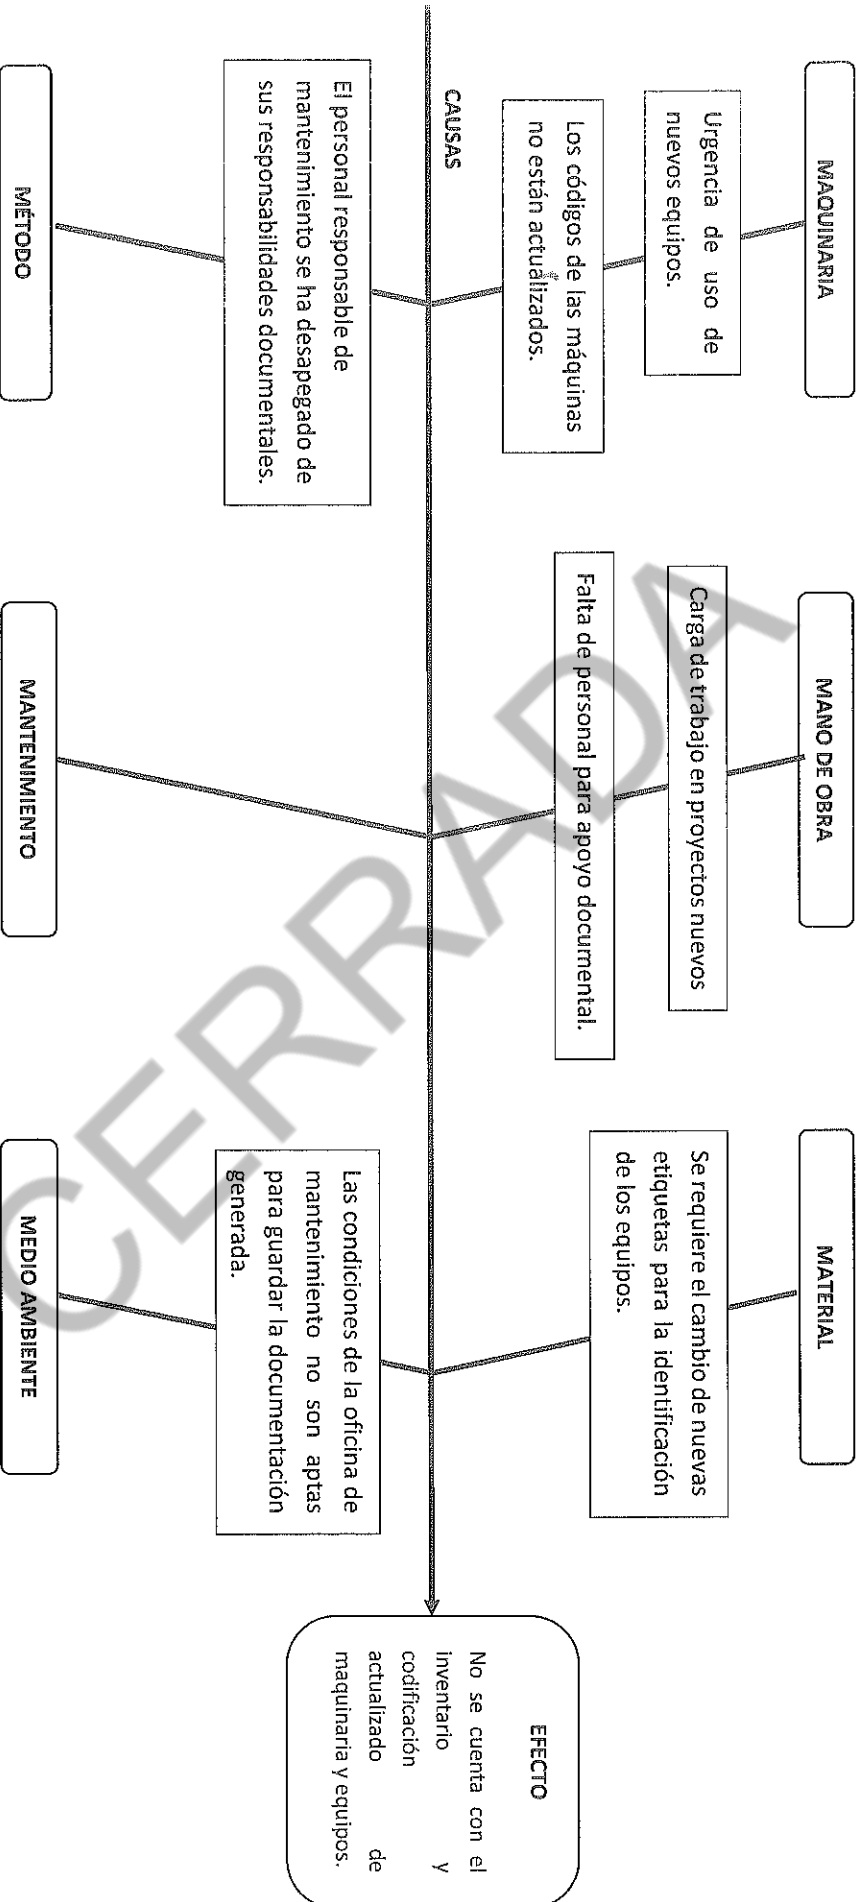 MAQUINARIA
Urgencia de uso de
nuevos equipos.
Los códigos de las máquinas
no están actualizados.
MANO DE OBRA
Carga de trabajo en proyectos nuevos
Falta de personal para apoyo documental.
MATERIAL
Se requiere el cambio de nuevas
etiquetas para la identificación
de los equipos.
CAUSAS
El personal responsable de
mantenimiento se ha desapegado de
sus responsabilidades documentales.
MÉTODO
MANTENIMIENTO
Las condiciones de la oficina de
mantenimiento no son aptas
para guardar la documentación
generada.
MEDIO AMBIENTE
EFECTO
No se cuenta con el
inventario y
codificación
actualizado de
maquinaria y equipos.
CERRADA